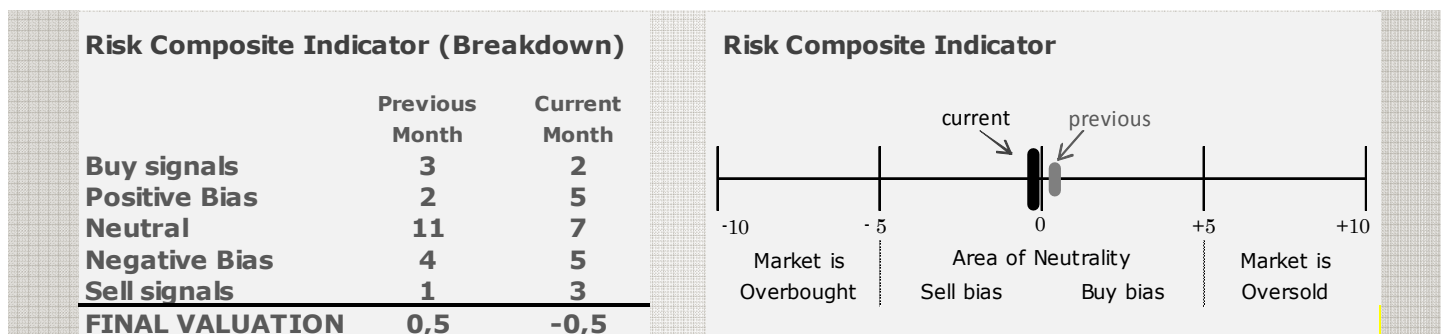 Risk Composite Indicator (Breakdown)
Previous Month Current Month
Buy signals 3 2
Positive Bias 2 5
Neutral 11 7
Negative Bias 4 5
Sell signals 1 3
FINAL VALUATION 0,5 -0,5
Risk Composite Indicator
current previous
-10 - 5 0 +5 +10
Market is Overbought
Area of Neutrality
Sell bias Buy bias
Market is Oversold